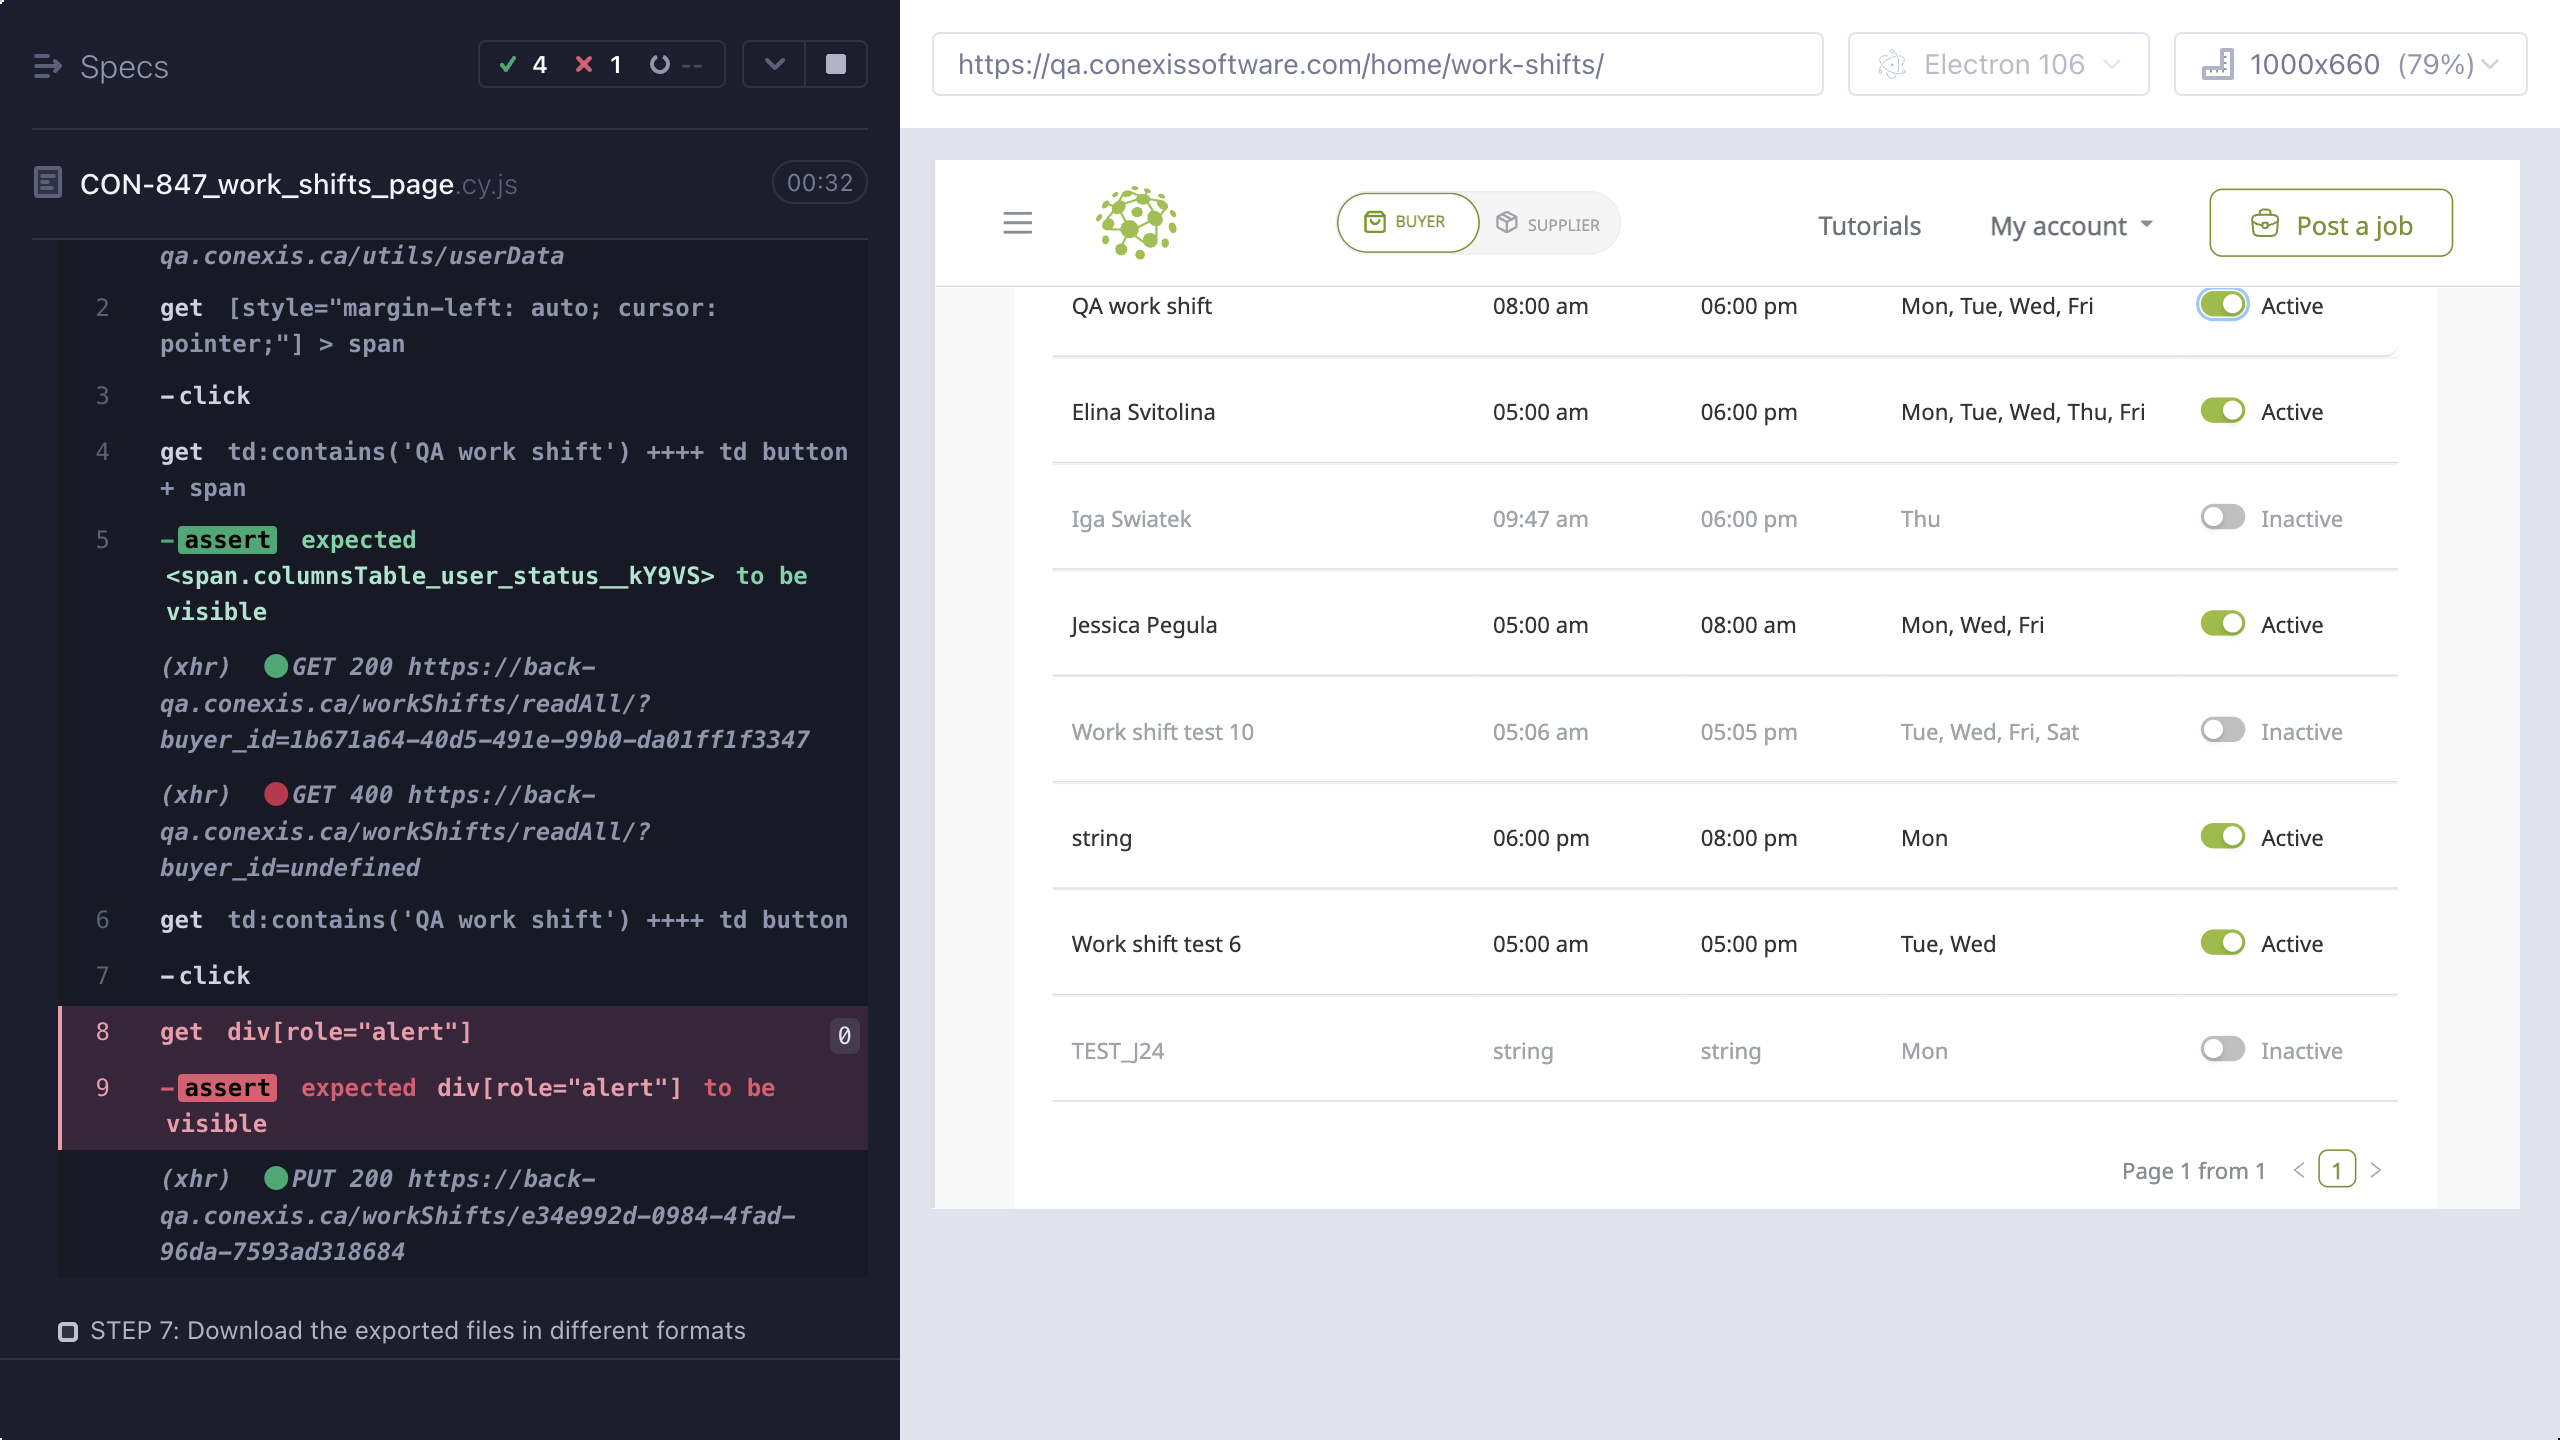 Specs
4
1
--
CON-847_work_shifts_page.cy.js
00:32
qa.conexis.ca/utils/userData
2 get [style="margin-left: auto; cursor:
pointer;"] > span
3 -click
4 get td:contains('QA work shift') ++++ td button
+ span
5 -assert expected
<span.columnsTable_user_status__kY9VS> to be
visible
(xhr) GET 200 https://back-
qa.conexis.ca/workShifts/readAll/?
buyer_id=1b671a64-40d5-491e-99b0-da01ff1f3347
(xhr) GET 400 https://back-
qa.conexis.ca/workShifts/readAll/?
buyer_id=undefined
6 get td:contains('QA work shift') ++++ td button
7 -click
8 get div[role="alert"] 0
9 -assert expected div[role="alert"] to be
visible
(xhr) PUT 200 https://back-
qa.conexis.ca/workShifts/e34e992d-0984-4fad-
96da-7593ad318684
STEP 7: Download the exported files in different formats
https://qa.conexissoftware.com/home/work-shifts/
Electron 106
1000x660 (79%)
BUYER
SUPPLIER
Tutorials
My account
Post a job
QA work shift 08:00 am 06:00 pm Mon, Tue, Wed, Fri Active
Elina Svitolina 05:00 am 06:00 pm Mon, Tue, Wed, Thu, Fri Active
Iga Swiatek 09:47 am 06:00 pm Thu Inactive
Jessica Pegula 05:00 am 08:00 am Mon, Wed, Fri Active
Work shift test 10 05:06 am 05:05 pm Tue, Wed, Fri, Sat Inactive
string 06:00 pm 08:00 pm Mon Active
Work shift test 6 05:00 am 05:00 pm Tue, Wed Active
TEST_J24 string string Mon Inactive
Page 1 from 1 < 1 >